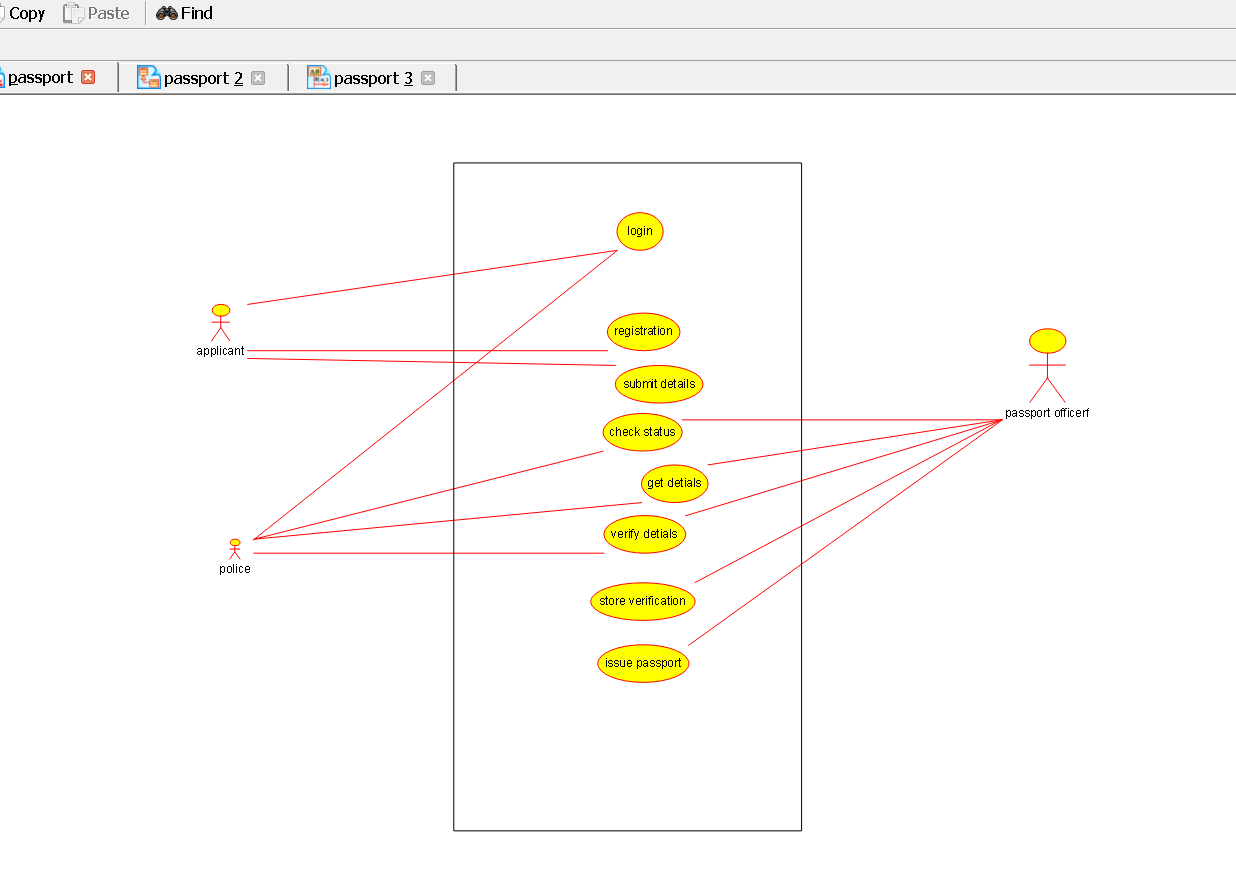 Copy Paste Find
passport passport 2 passport 3
login
applicant
registration
submit details
check status
passport officerf
get detials
verify detials
police
store verification
issue passport